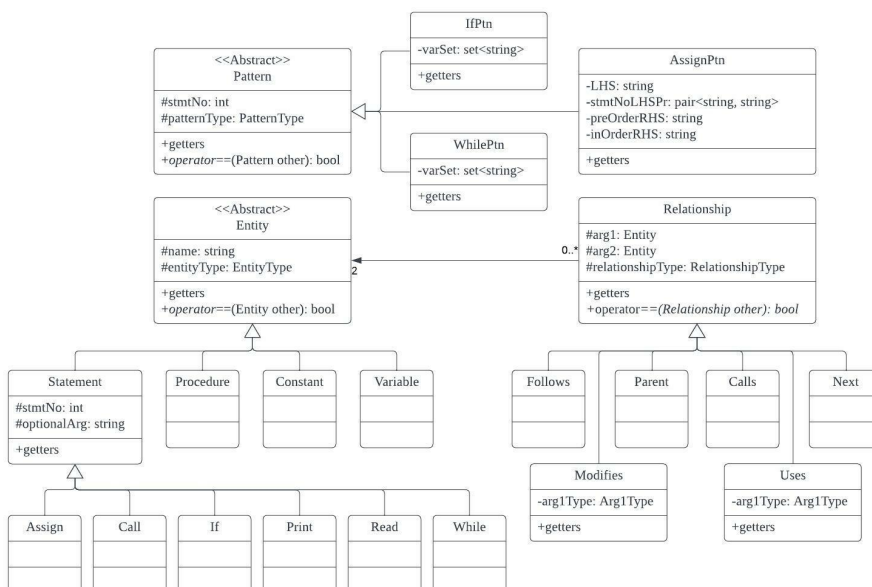 IfPtn
-varSet: set<string>
+getters
<<Abstract>>
Pattern
#stmtNo: int
#patternType: PatternType
+getters
+operator==(Pattern other): bool
AssignPtn
-LHS: string
-stmtNoLHSPr: pair<string, string>
-preOrderRHS: string
-inOrderRHS: string
+getters
WhilePtn
-varSet: set<string>
+getters
<<Abstract>>
Entity
#name: string
#entityType: EntityType
+getters
+operator==(Entity other): bool
2
0..*
Relationship
#arg1: Entity
#arg2: Entity
#relationshipType: RelationshipType
+getters
+operator==(Relationship other): bool
Statement
#stmtNo: int
#optionalArg: string
+getters
Procedure
Constant
Variable
Follows
Parent
Calls
Next
Modifies
-arg1Type: Arg1Type
+getters
Uses
-arg1Type: Arg1Type
+getters
Assign
Call
If
Print
Read
While